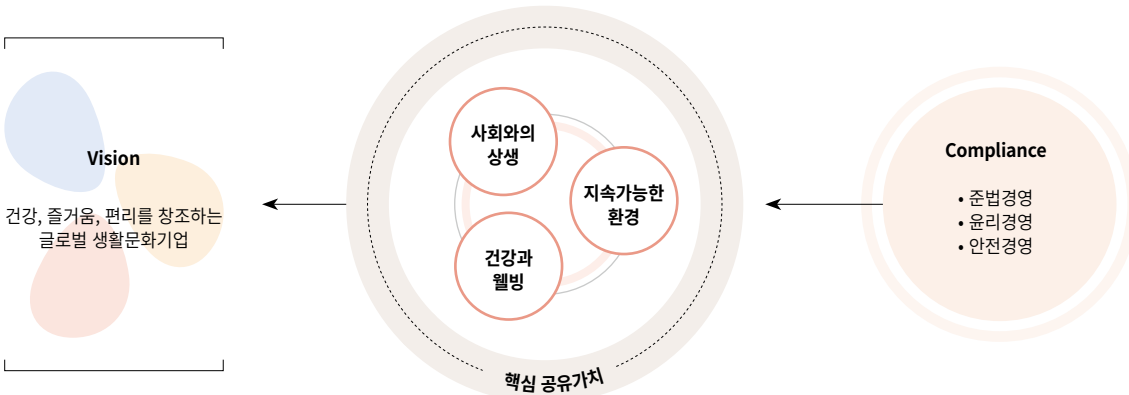 Vision
건강, 즐거움, 편리를 창조하는
글로벌 생활문화기업
사회와의
상생
지속가능한
환경
건강과
웰빙
핵심 공유가치
Compliance
• 준법경영
• 윤리경영
• 안전경영